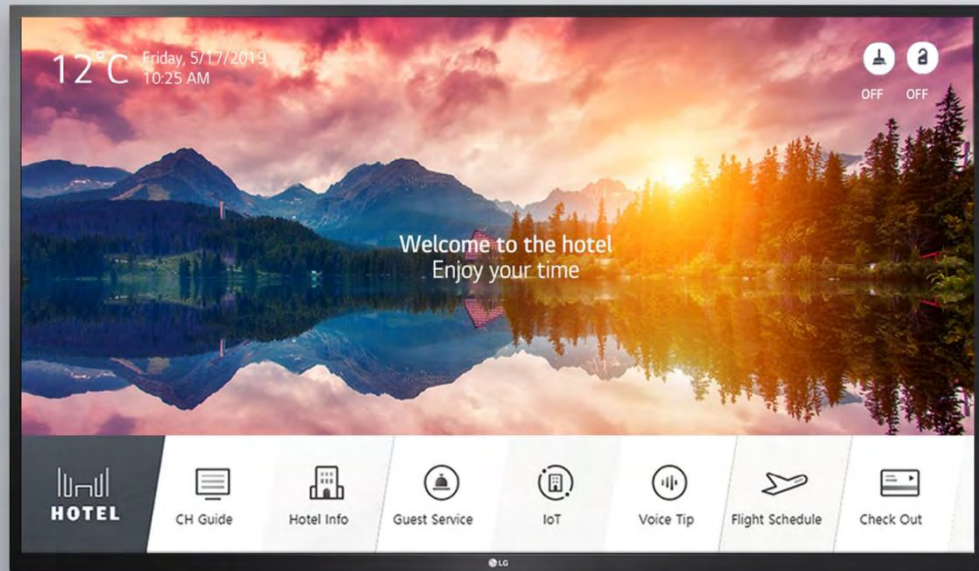 12°C
Friday, 5/17/2019
10:25 AM
OFF
OFF
Welcome to the hotel
Enjoy your time
HOTEL
CH Guide
Hotel Info
Guest Service
IoT
Voice Tip
Flight Schedule
Check Out
LG